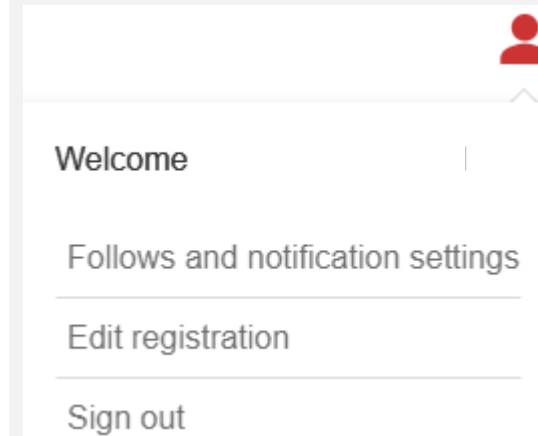 Welcome
Follows and notification settings
Edit registration
Sign out